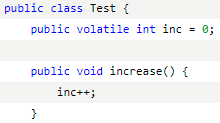 public class Test {
    public volatile int inc = 0;

    public void increase() {
        inc++;
    }